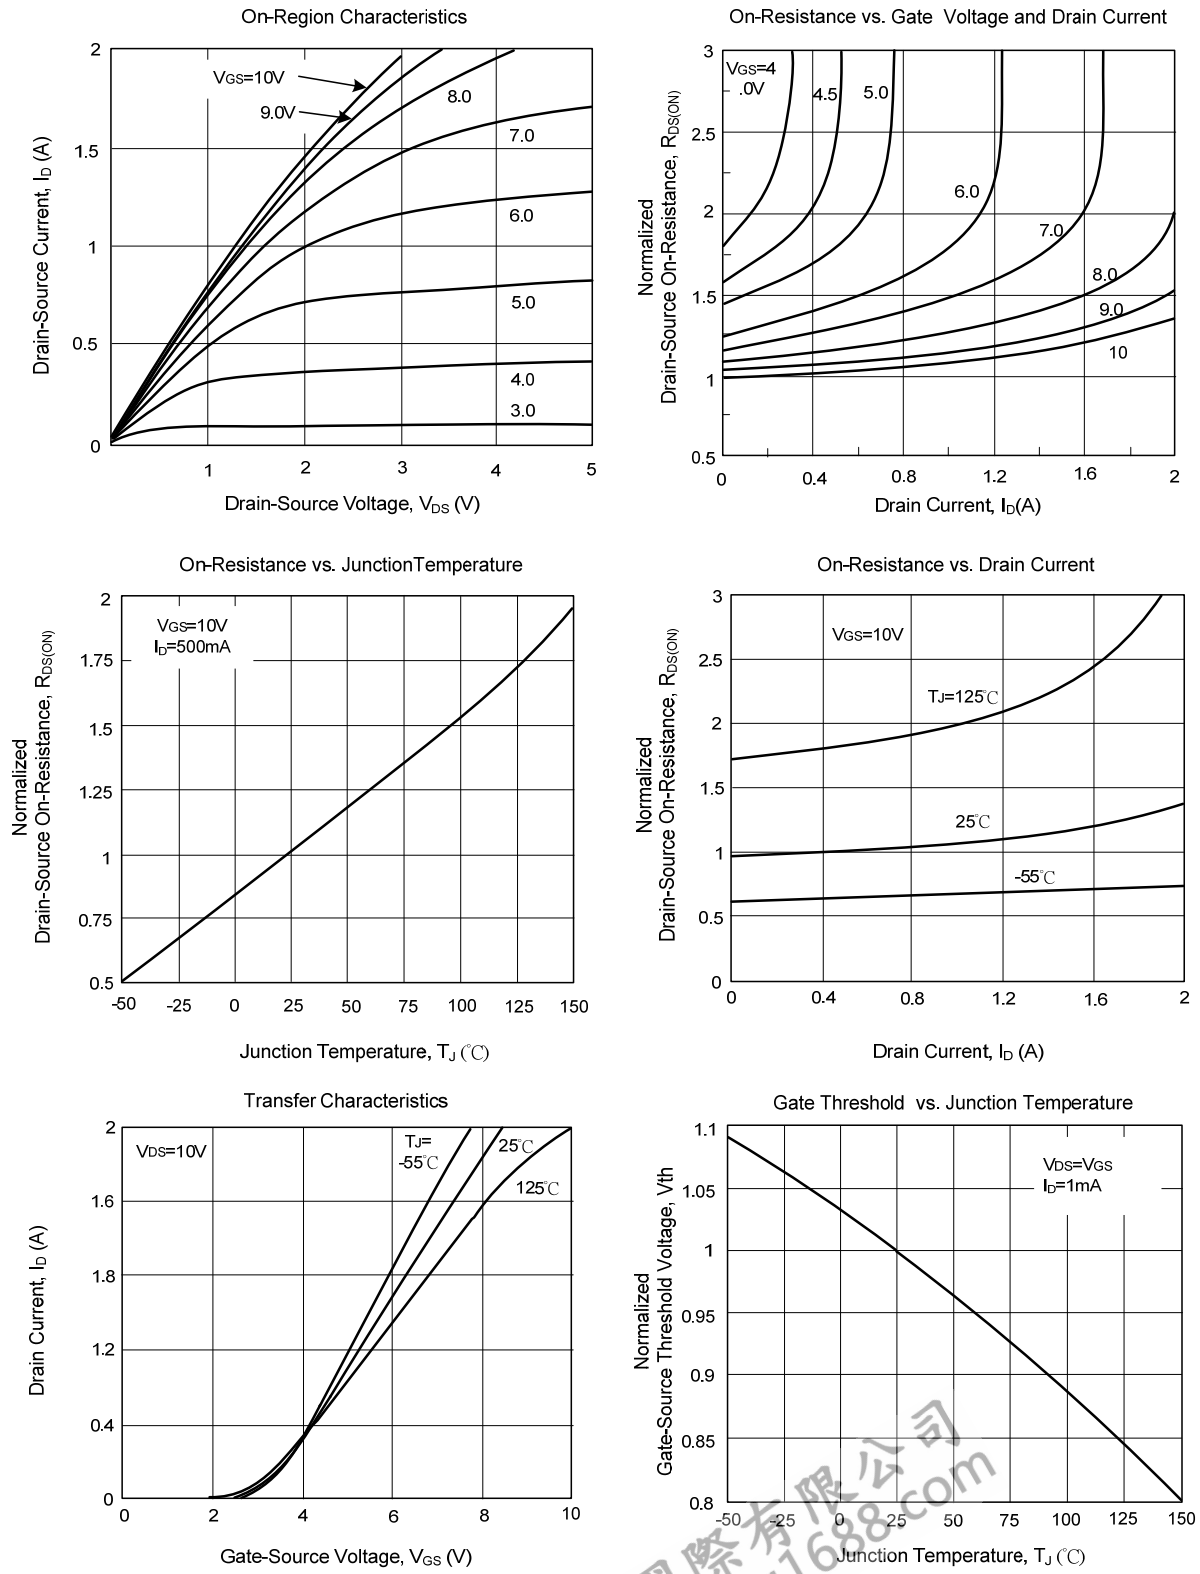 On-Region Characteristics
2
1.5
1
0.5
0
1
2
3
4
5
VGS=10V
9.0V
8.0
7.0
6.0
5.0
4.0
3.0
Drain-Source Current, ID (A)
Drain-Source Voltage, VDS (V)
On-Resistance vs. Gate Voltage and Drain Current
3
2.5
2
1.5
1
0.5
0
0.4
0.8
1.2
1.6
2
VGS=4
.0V
4.5
5.0
6.0
7.0
8.0
9.0
10
Normalized
Drain-Source On-Resistance, RDS(ON)
Drain Current, ID(A)
On-Resistance vs. JunctionTemperature
2
1.75
1.5
1.25
1
0.75
0.5
-50
-25
0
25
50
75
100
125
150
VGS=10V
ID=500mA
Normalized
Drain-Source On-Resistance, RDS(ON)
Junction Temperature, TJ (℃)
On-Resistance vs. Drain Current
3
2.5
2
1.5
1
0.5
0
0
0.4
0.8
1.2
1.6
2
VGS=10V
TJ=125℃
25℃
-55℃
Normalized
Drain-Source On-Resistance, RDS(ON)
Drain Current, ID (A)
Transfer Characteristics
2
1.6
1.8
1.2
0.4
0
0
2
4
6
8
10
VDS=10V
TJ=
-55℃
25℃
125℃
Drain Current, ID (A)
Gate-Source Voltage, VGS (V)
Gate Threshold vs. Junction Temperature
1.1
1.05
1
0.95
0.9
0.85
0.8
-50
-25
0
25
50
75
100
125
150
VDS=VGS
ID=1mA
Normalized
Gate-Source Threshold Voltage, Vth
Junction Temperature, TJ (℃)
際有限公司
1688.com